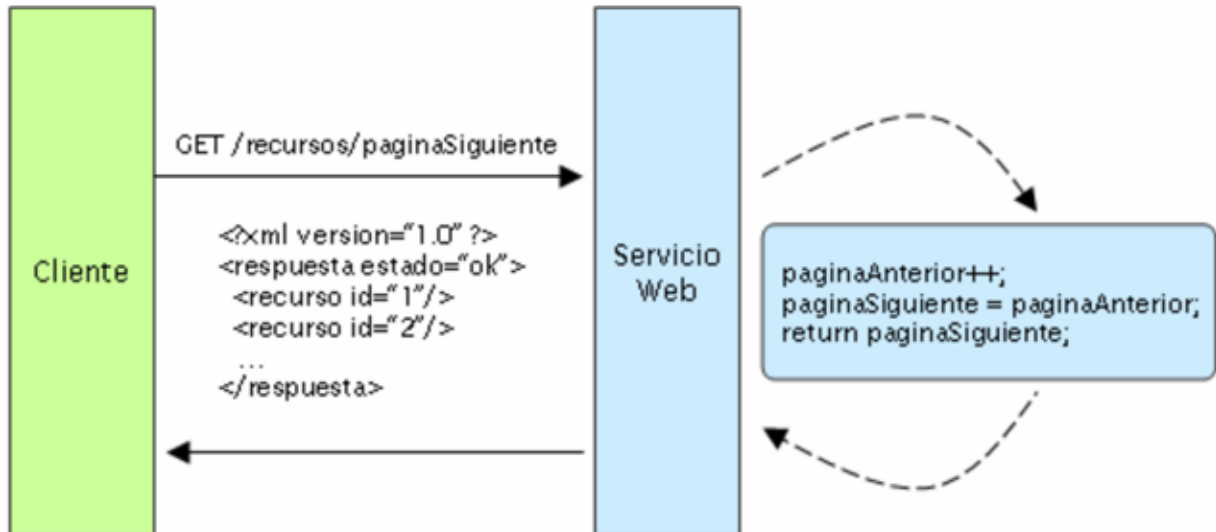 Cliente
GET /recursos/paginaSiguiente
<?xml version="1.0" ?>
<respuesta estado="ok">
<recurso id="1"/>
<recurso id="2"/>
...
</respuesta>
Servicio
Web
paginaAnterior++;
paginaSiguiente = paginaAnterior;
return paginaSiguiente;